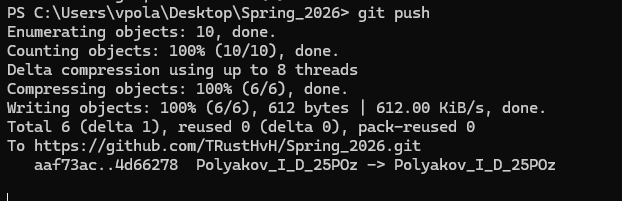 PS C:\Users\vpola\Desktop\Spring_2026> git push
Enumerating objects: 10, done.
Counting objects: 100% (10/10), done.
Delta compression using up to 8 threads
Compressing objects: 100% (6/6), done.
Writing objects: 100% (6/6), 612 bytes | 612.00 KiB/s, done.
Total 6 (delta 1), reused 0 (delta 0), pack-reused 0
To https://github.com/TRustHvH/Spring_2026.git
   aaf73ac..4d66278  Polyakov_I_D_25POz -> Polyakov_I_D_25POz